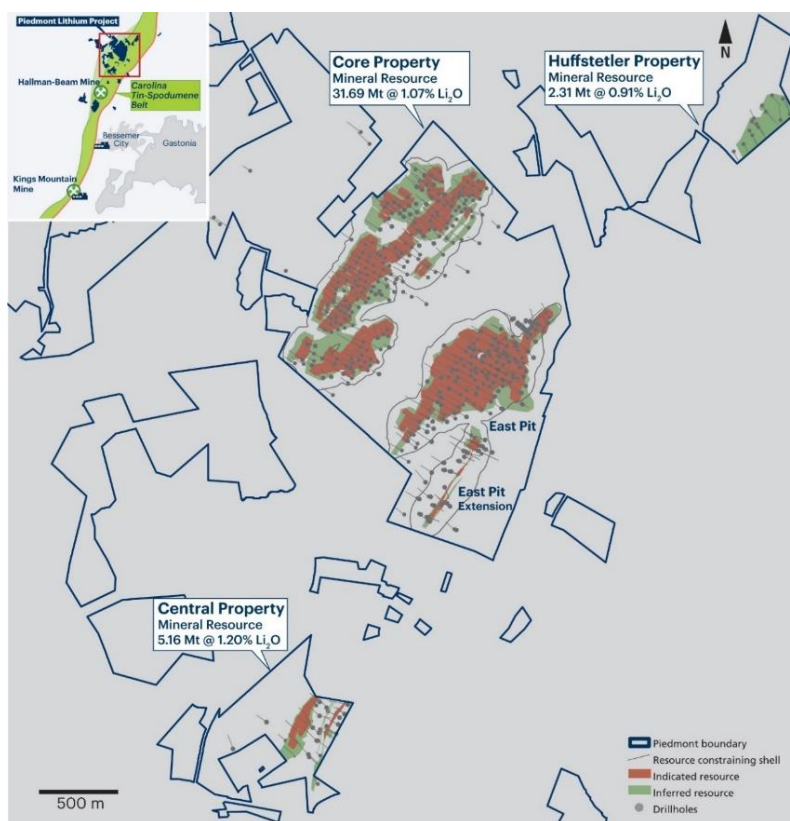 Piedmont Lithium Project
Hallman-Beam Mine
Carolina
Tin-Spodumene
Belt
Bessemer
City
Gastonia
Kings Mountain
Mine
Core Property
Mineral Resource
31.69 Mt @ 1.07% Li₂O
Huffstetler Property
Mineral Resource
2.31 Mt @ 0.91% Li₂O
N
East Pit
East Pit
Extension
Central Property
Mineral Resource
5.16 Mt @ 1.20% Li₂O
500 m
Piedmont boundary
Resource constraining shell
Indicated resource
Inferred resource
Drillholes